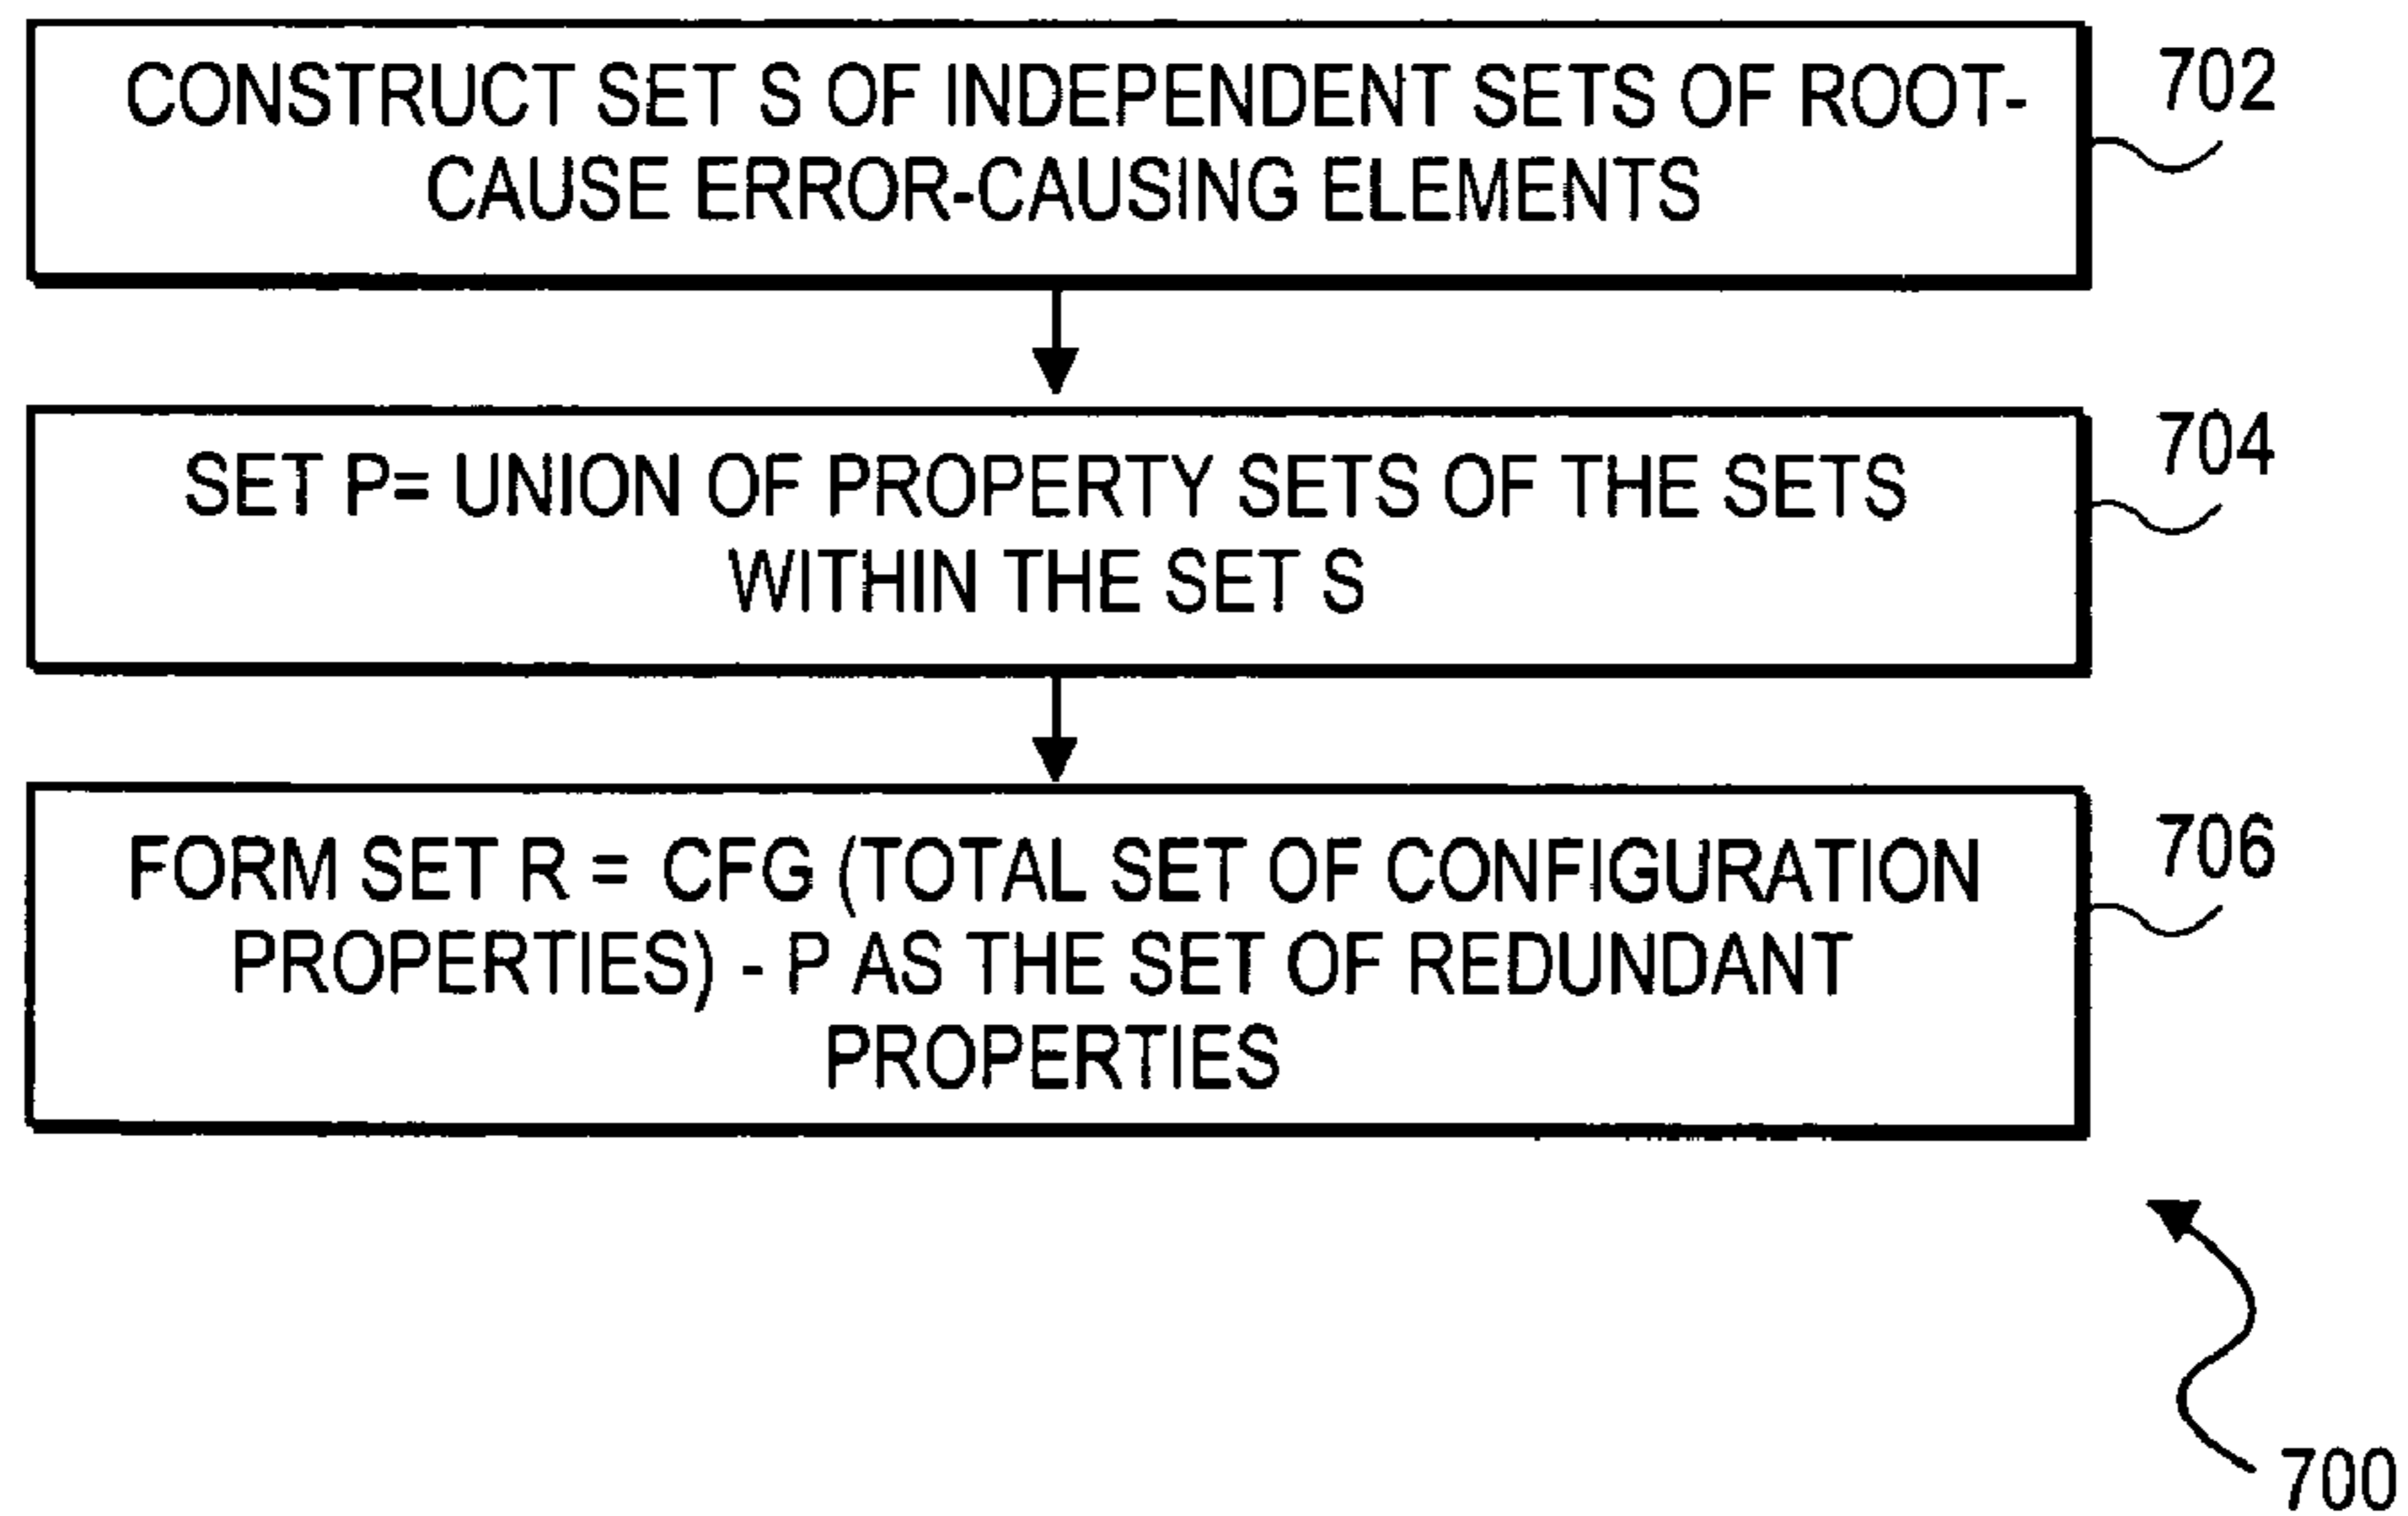 CONSTRUCT SET S OF INDEPENDENT SETS OF ROOT-
CAUSE ERROR-CAUSING ELEMENTS
702
SET P= UNION OF PROPERTY SETS OF THE SETS
WITHIN THE SET S
704
FORM SET R = CFG (TOTAL SET OF CONFIGURATION
PROPERTIES) - P AS THE SET OF REDUNDANT
PROPERTIES
706
700